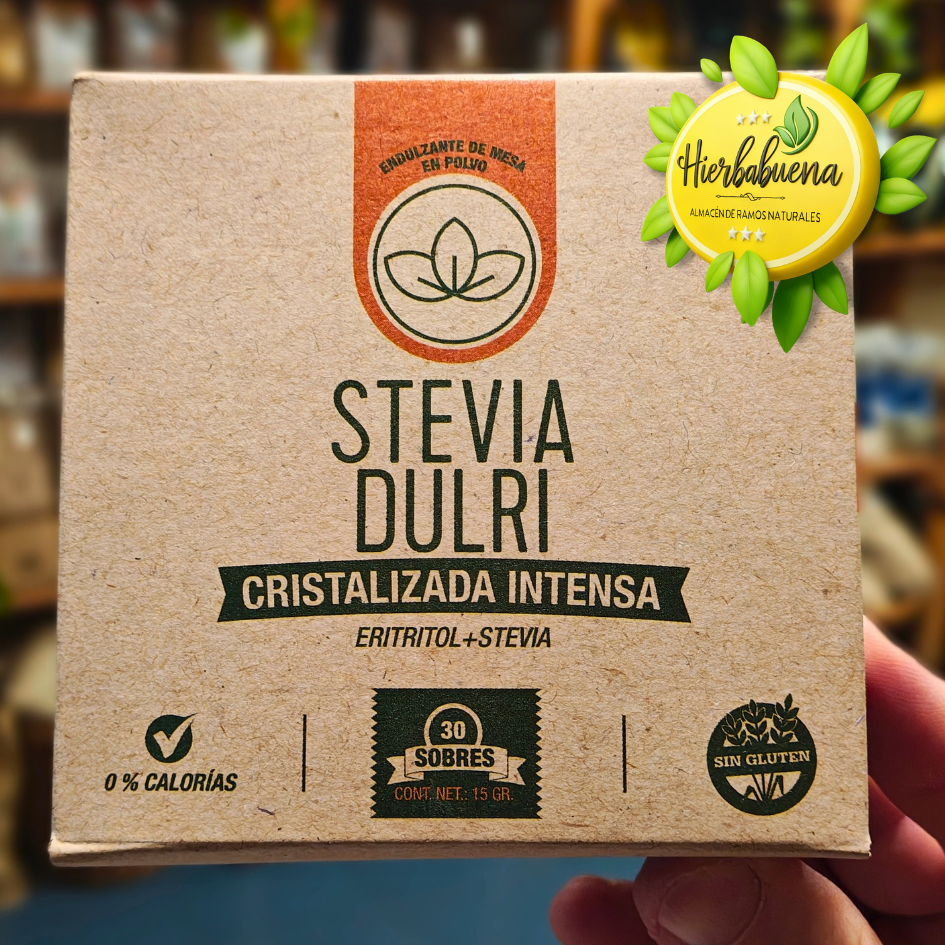 ENDULZANTE DE MESA
EN POLVO
Hierbabuena
ALMACÉN DE RAMOS NATURALES
STEVIA
DULRI
CRISTALIZADA INTENSA
ERITRITOL+STEVIA
0 % CALORÍAS
30
SOBRES
CONT. NET.: 15 GR.
SIN GLUTEN